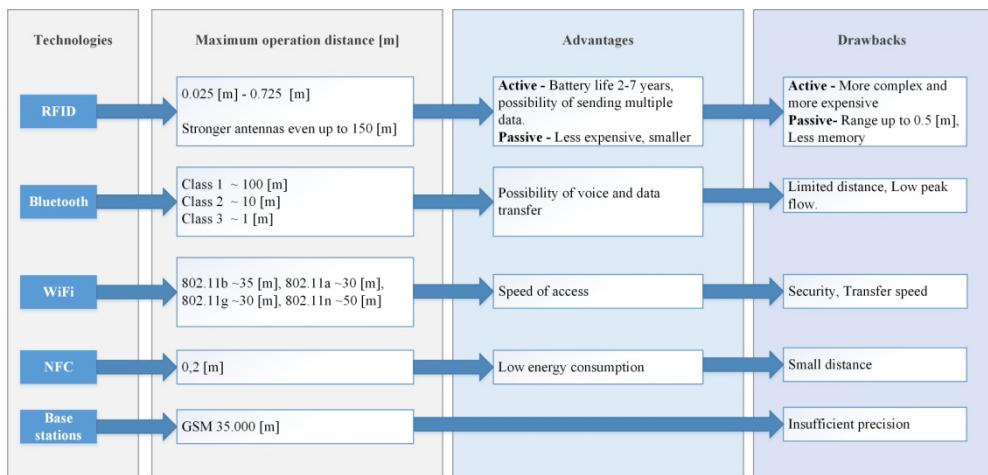 Technologies
Maximum operation distance [m]
Advantages
Drawbacks
RFID
0.025 [m] - 0.725 [m]
Stronger antennas even up to 150 [m]
Active - Battery life 2-7 years,
possibility of sending multiple
data.
Passive - Less expensive, smaller
Active - More complex and
more expensive
Passive- Range up to 0.5 [m],
Less memory
Bluetooth
Class 1 ~ 100 [m]
Class 2 ~ 10 [m]
Class 3 ~ 1 [m]
Possibility of voice and data
transfer
Limited distance, Low peak
flow.
WiFi
802.11b ~35 [m], 802.11a ~30 [m],
802.11g ~30 [m], 802.11n ~50 [m]
Speed of access
Security, Transfer speed
NFC
0,2 [m]
Low energy consumption
Small distance
Base
stations
GSM 35.000 [m]
Insufficient precision